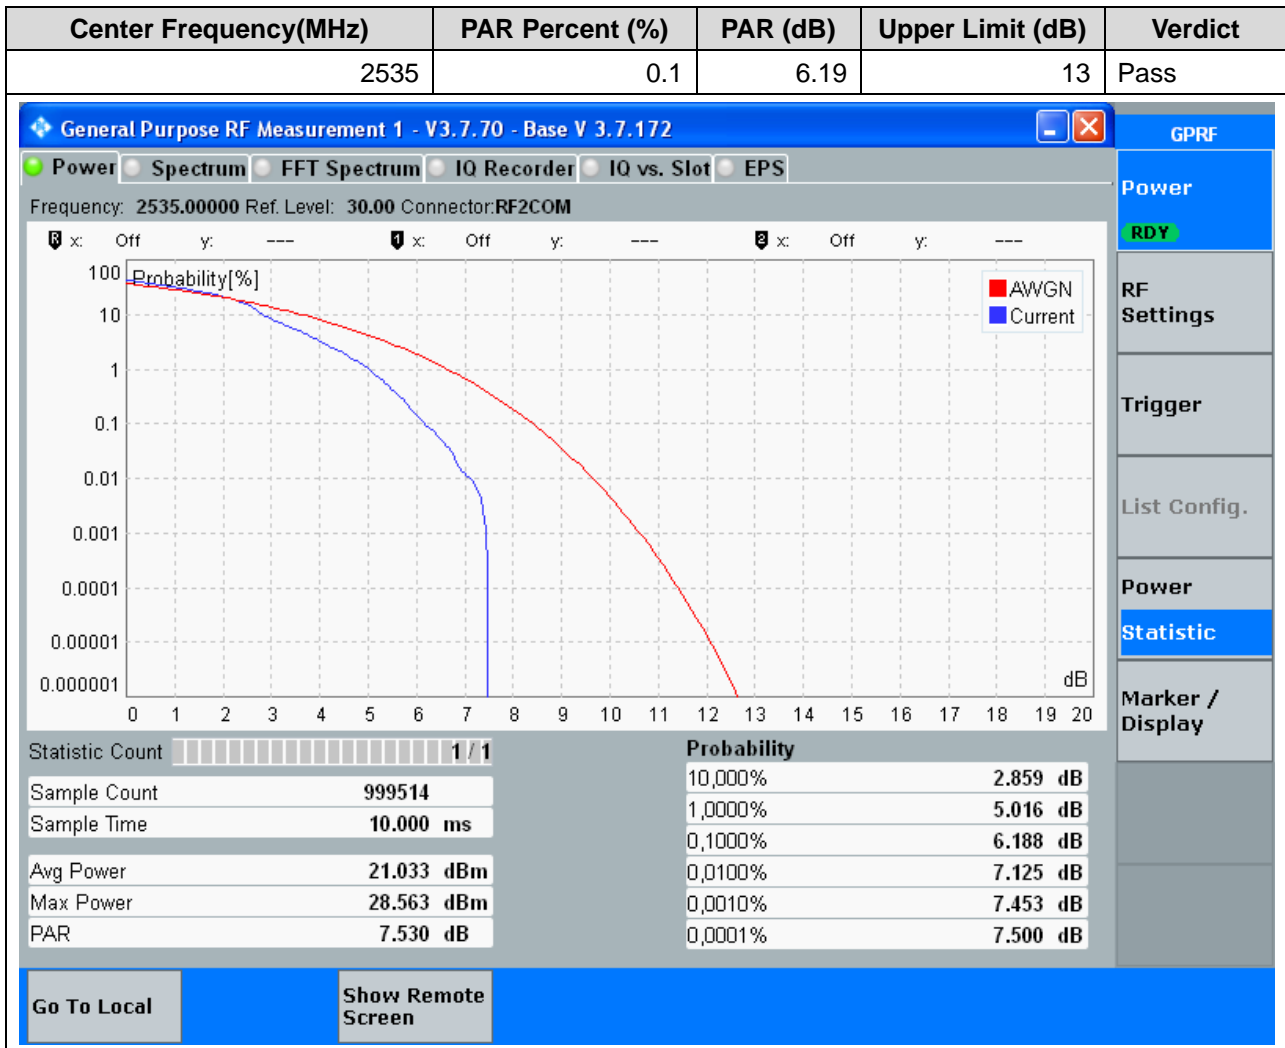 Center Frequency(MHz) PAR Percent (%) PAR (dB) Upper Limit (dB) Verdict
2535 0.1 6.19 13 Pass
General Purpose RF Measurement 1 - V3.7.70 - Base V 3.7.172
GPRF
Power Spectrum FFT Spectrum IQ Recorder IQ vs. Slot EPS
Power
RDY
Frequency: 2535.00000 Ref. Level: 30.00 Connector:RF2COM
R x: Off y: --- 1 x: Off y: --- 2 x: Off y: ---
Probability[%]
AWGN
Current
100
10
1
0.1
0.01
0.001
0.0001
0.00001
0.000001
dB
0 1 2 3 4 5 6 7 8 9 10 11 12 13 14 15 16 17 18 19 20
RF
Settings
Trigger
List Config.
Power
Statistic
Marker /
Display
Statistic Count 1 / 1
Sample Count 999514
Sample Time 10.000 ms
Avg Power 21.033 dBm
Max Power 28.563 dBm
PAR 7.530 dB
Probability
10,000% 2.859 dB
1,0000% 5.016 dB
0,1000% 6.188 dB
0,0100% 7.125 dB
0,0010% 7.453 dB
0,0001% 7.500 dB
Go To Local
Show Remote
Screen